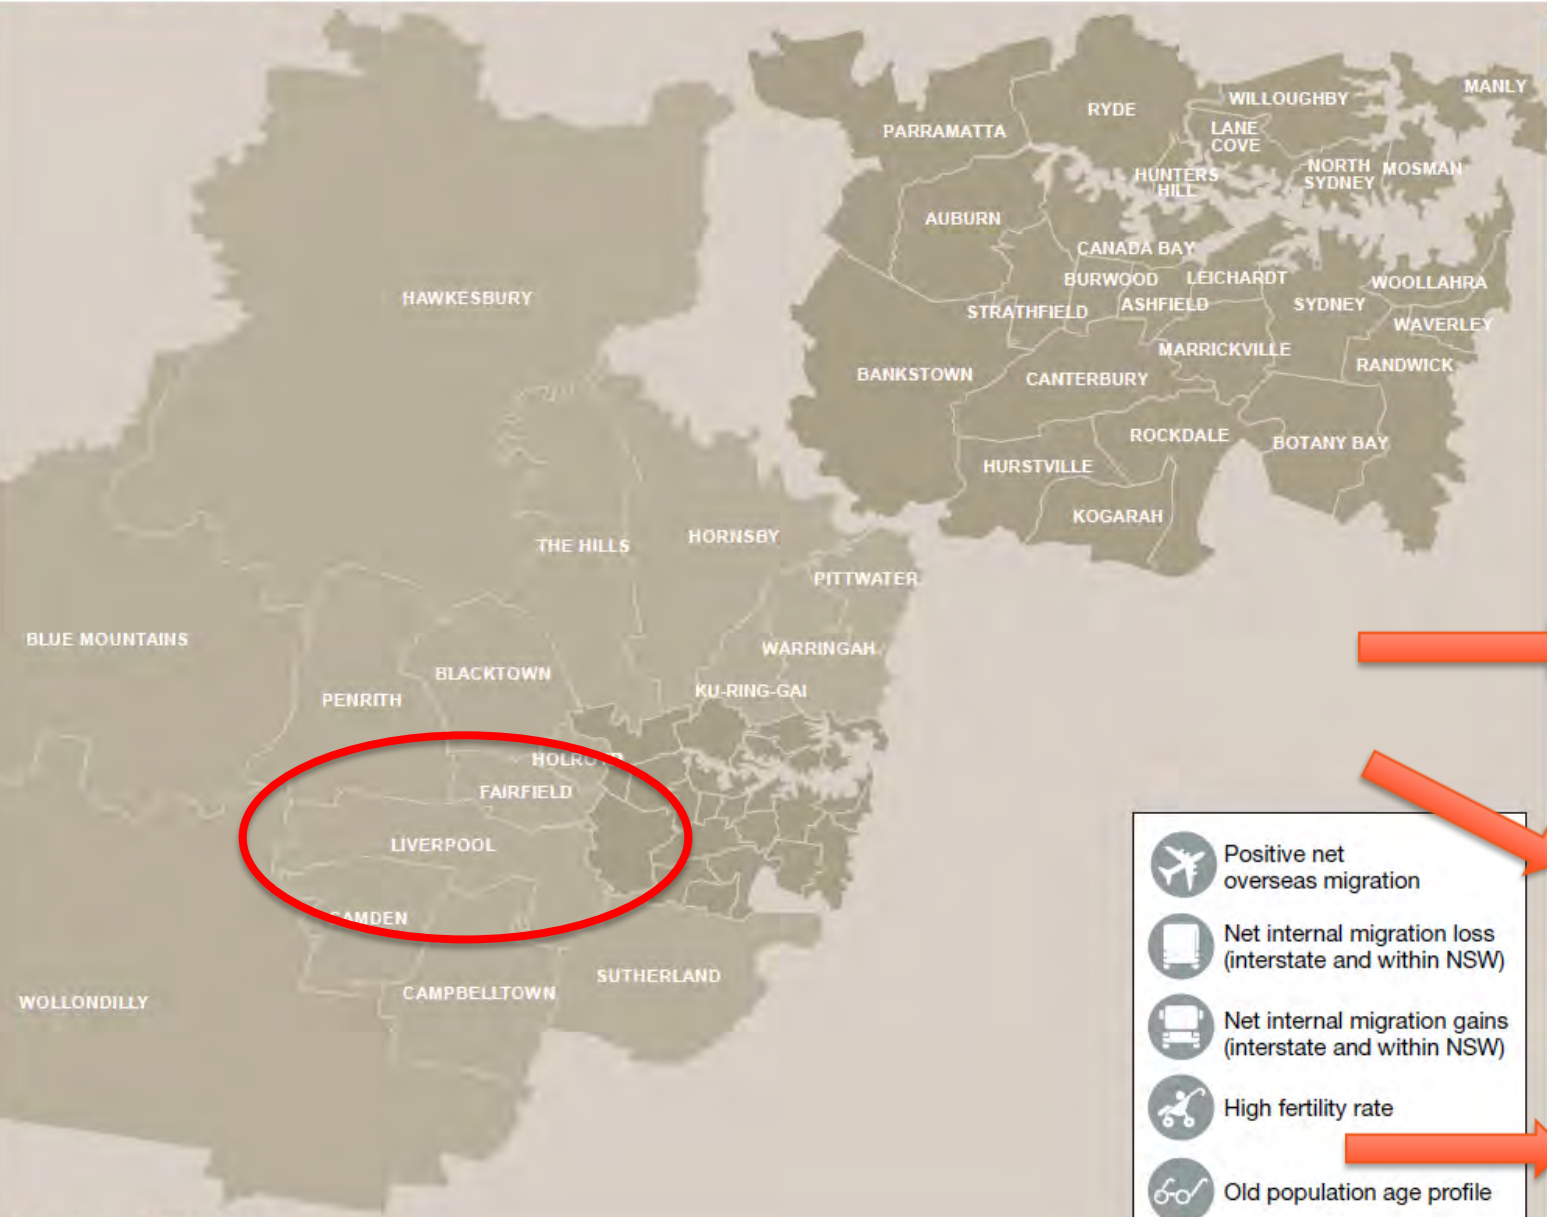 MANLY
WILLOUGHBY
RYDE
PARRAMATTA
LANE
COVE
HUNTERS
HILL
NORTH
SYDNEY
MOSMAN
AUBURN
CANADA BAY
BURWOOD
LEICHARDT
WOOLLAHRA
STRATHFIELD
ASHFIELD
SYDNEY
WAVERLEY
MARRICKVILLE
RANDWICK
BANKSTOWN
CANTERBURY
ROCKDALE
BOTANY BAY
HURSTVILLE
KOGARAH
HAWKESBURY
THE HILLS
HORNSBY
PITTWATER
BLUE MOUNTAINS
WARRINGAH
BLACKTOWN
KU-RING-GAI
PENRITH
HOLROYD
FAIRFIELD
LIVERPOOL
CAMDEN
SUTHERLAND
CAMPBELLTOWN
WOLLONDILLY
Positive net
overseas migration
Net internal migration loss
(interstate and within NSW)
Net internal migration gains
(interstate and within NSW)
High fertility rate
Old population age profile